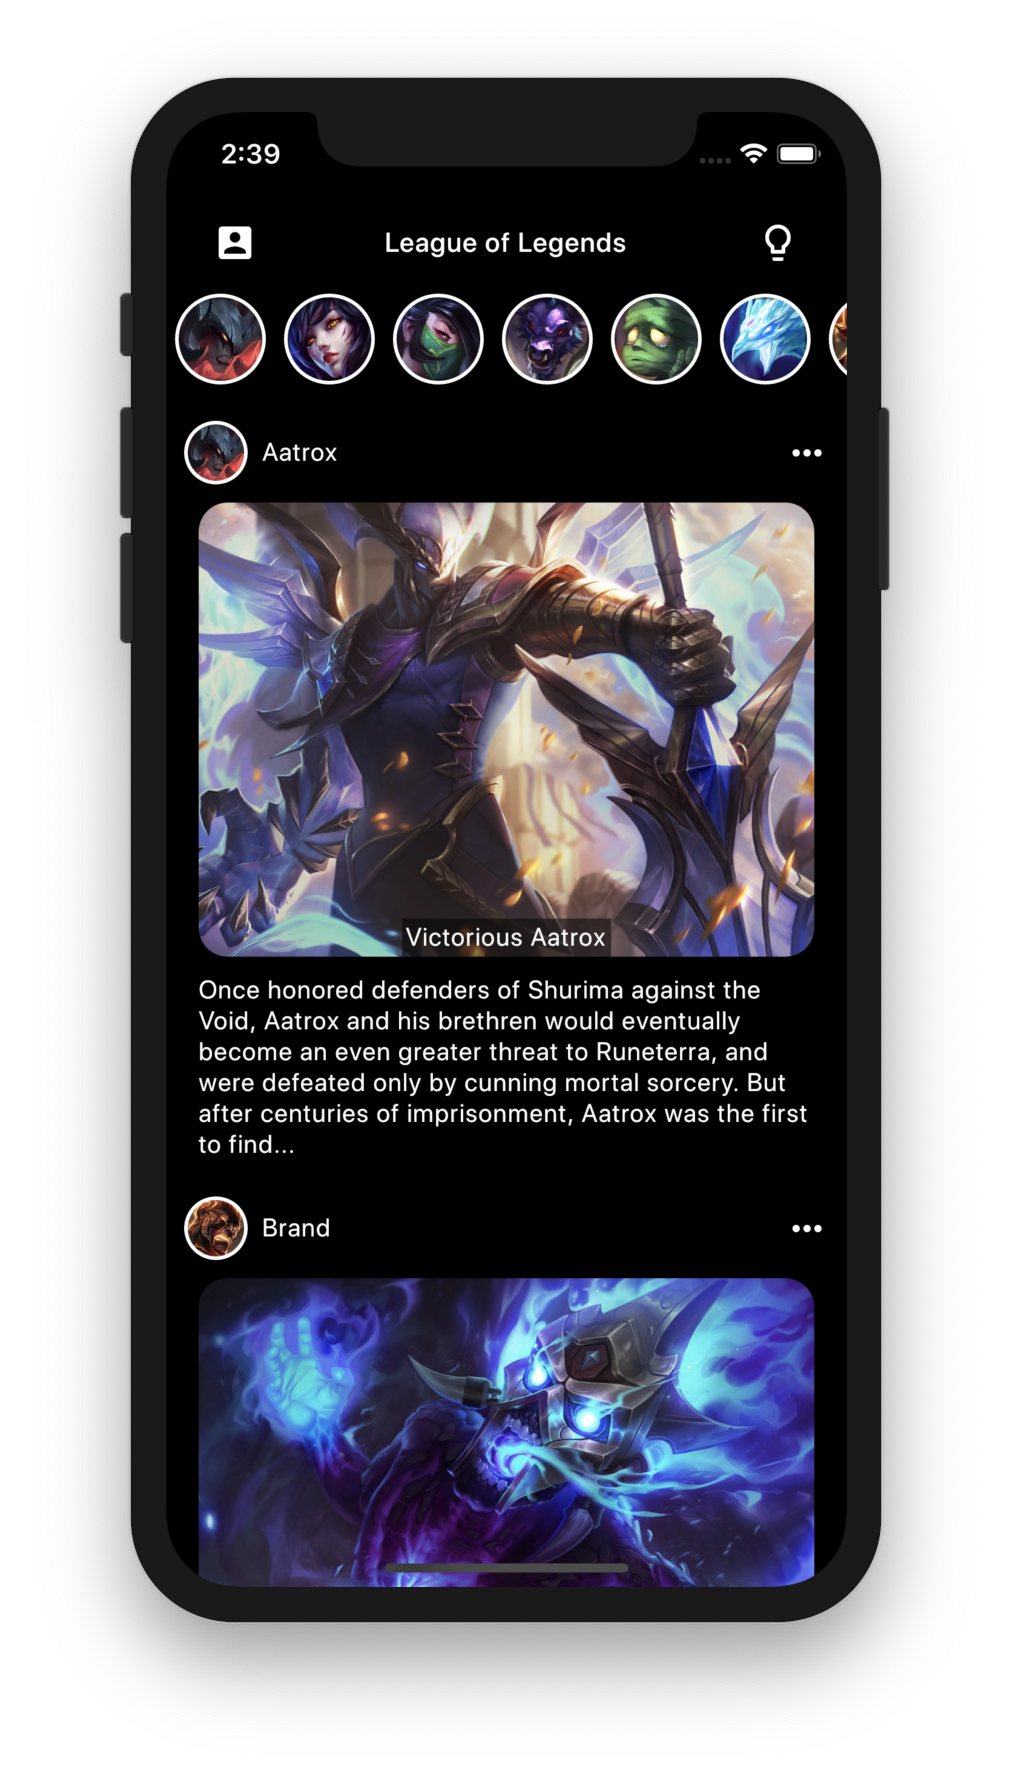 2:39
League of Legends
Aatrox
Victorious Aatrox
Once honored defenders of Shurima against the
Void, Aatrox and his brethren would eventually
become an even greater threat to Runeterra, and
were defeated only by cunning mortal sorcery. But
after centuries of imprisonment, Aatrox was the first
to find...
Brand